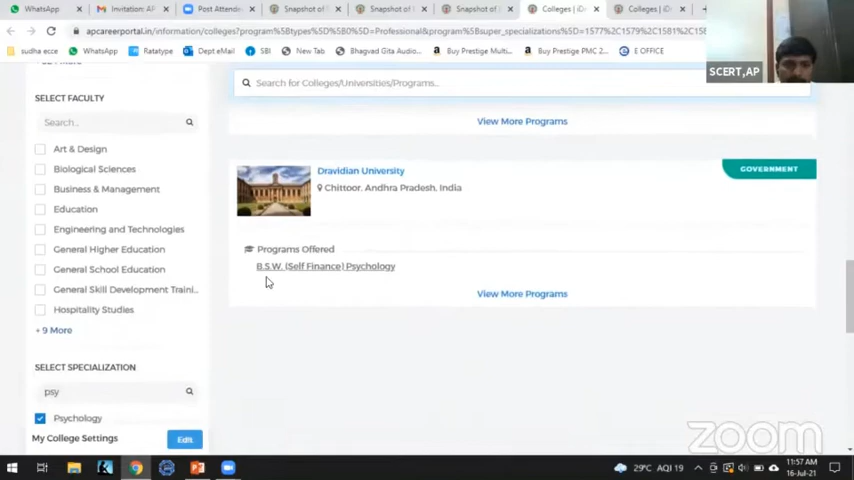 WhatsApp
Invitation: AP
Post Attendin
Snapshot of I
Snapshot of I
Snapshot of
Colleges | iD
Colleges | iD
apcareerportal.in/information/colleges?program%5Btypes%5D%5B0%5D=Professional&program%5Bsuper_specializations%5D=1577%2C1579%2C1581%2C158
sudha ecce
WhatsApp
Ratatype
Dept eMail
SBI
New Tab
Bhagvad Gita Audio...
Buy Prestige Multi...
Buy Prestige PMC 2...
E OFFICE
SCERT,AP
SELECT FACULTY
Search...
Art & Design
Biological Sciences
Business & Management
Education
Engineering and Technologies
General Higher Education
General School Education
General Skill Development Traini...
Hospitality Studies
+ 9 More
SELECT SPECIALIZATION
psy
Psychology
My College Settings
Edit
Search for Colleges/Universities/Programs...
View More Programs
Dravidian University
GOVERNMENT
Chittoor. Andhra Pradesh, India
Programs Offered
B.S.W. (Self Finance) Psychology
View More Programs
zoom
29°C AQI 19
11:57 AM
16-Jul-21